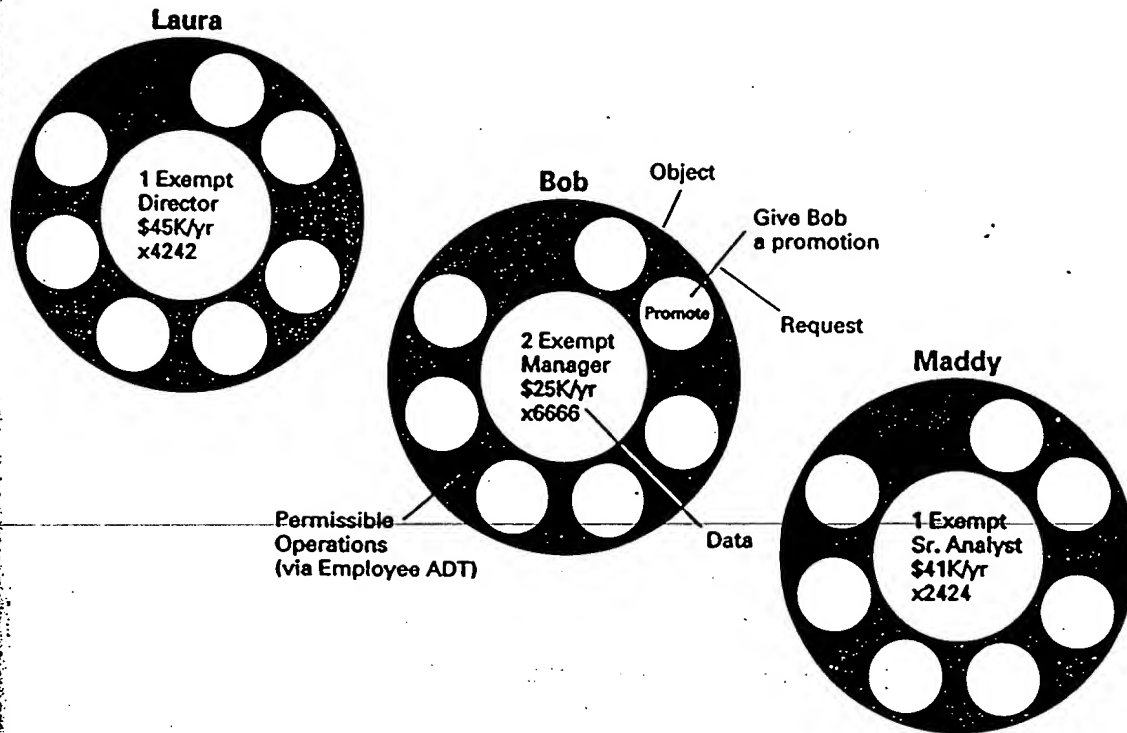 Laura
1 Exempt
Director
$45K/yr
x4242
Bob
Object
Give Bob
a promotion
Promote
Request
2 Exempt
Manager
$25K/yr
x6666
Permissible
Operations
(via Employee ADT)
Data
Maddy
1 Exempt
Sr. Analyst
$41K/yr
x2424